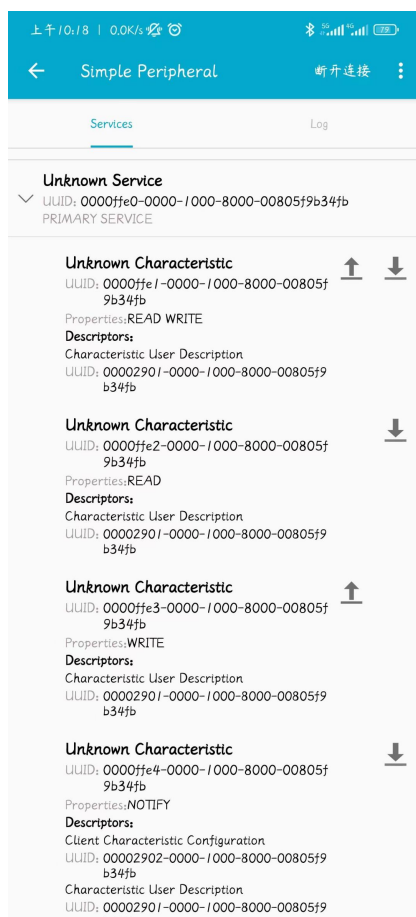 上午10:18 | 0.0K/s
5G 4G 79
Simple Peripheral 断开连接
Services Log
Unknown Service
UUID: 0000ffe0-0000-1000-8000-00805f9b34fb
PRIMARY SERVICE
Unknown Characteristic
UUID: 0000ffe1-0000-1000-8000-00805f
9b34fb
Properties:READ WRITE
Descriptors:
Characteristic User Description
UUID: 00002901-0000-1000-8000-00805f9
b34fb
Unknown Characteristic
UUID: 0000ffe2-0000-1000-8000-00805f
9b34fb
Properties:READ
Descriptors:
Characteristic User Description
UUID: 00002901-0000-1000-8000-00805f9
b34fb
Unknown Characteristic
UUID: 0000ffe3-0000-1000-8000-00805f
9b34fb
Properties:WRITE
Descriptors:
Characteristic User Description
UUID: 00002901-0000-1000-8000-00805f9
b34fb
Unknown Characteristic
UUID: 0000ffe4-0000-1000-8000-00805f
9b34fb
Properties:NOTIFY
Descriptors:
Client Characteristic Configuration
UUID: 00002902-0000-1000-8000-00805f9
b34fb
Characteristic User Description
UUID: 00002901-0000-1000-8000-00805f9